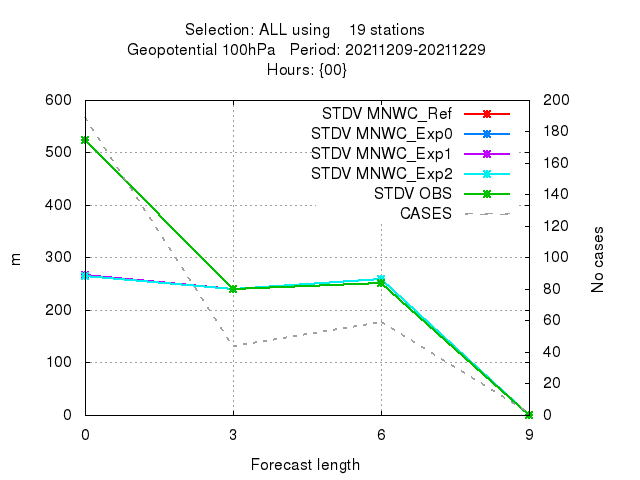 Selection: ALL using 19 stations
Geopotential 100hPa Period: 20211209-20211229
Hours: {00}
600 200
STDV MNWC_Ref
STDV MNWC_Exp0
STDV MNWC_Exp1
STDV MNWC_Exp2
STDV OBS
CASES
500
400
300
200
100
0
180
160
140
120
100
80
60
40
20
0
m
No cases
0 3 6 9
Forecast length